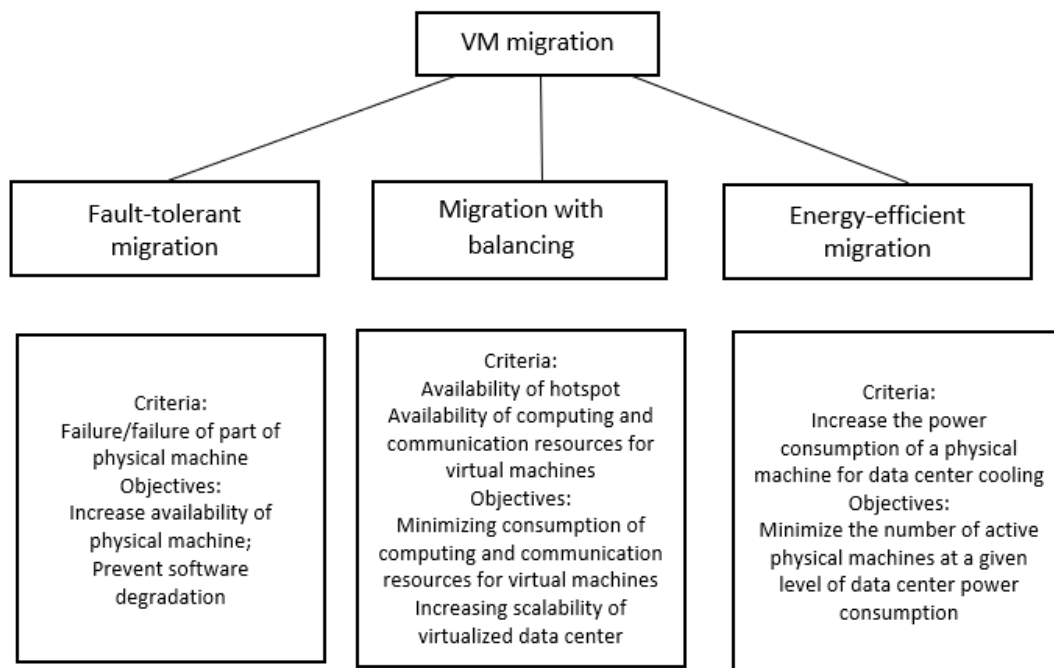 VM migration
Fault-tolerant
migration
Migration with
balancing
Energy-efficient
migration
Criteria:
Failure/failure of part of
physical machine
Objectives:
Increase availability of
physical machine;
Prevent software
degradation
Criteria:
Availability of hotspot
Availability of computing and
communication resources for
virtual machines
Objectives:
Minimizing consumption of
computing and communication
resources for virtual machines
Increasing scalability of
virtualized data center
Criteria:
Increase the power
consumption of a physical
machine for data center cooling
Objectives:
Minimize the number of active
physical machines at a given
level of data center power
consumption